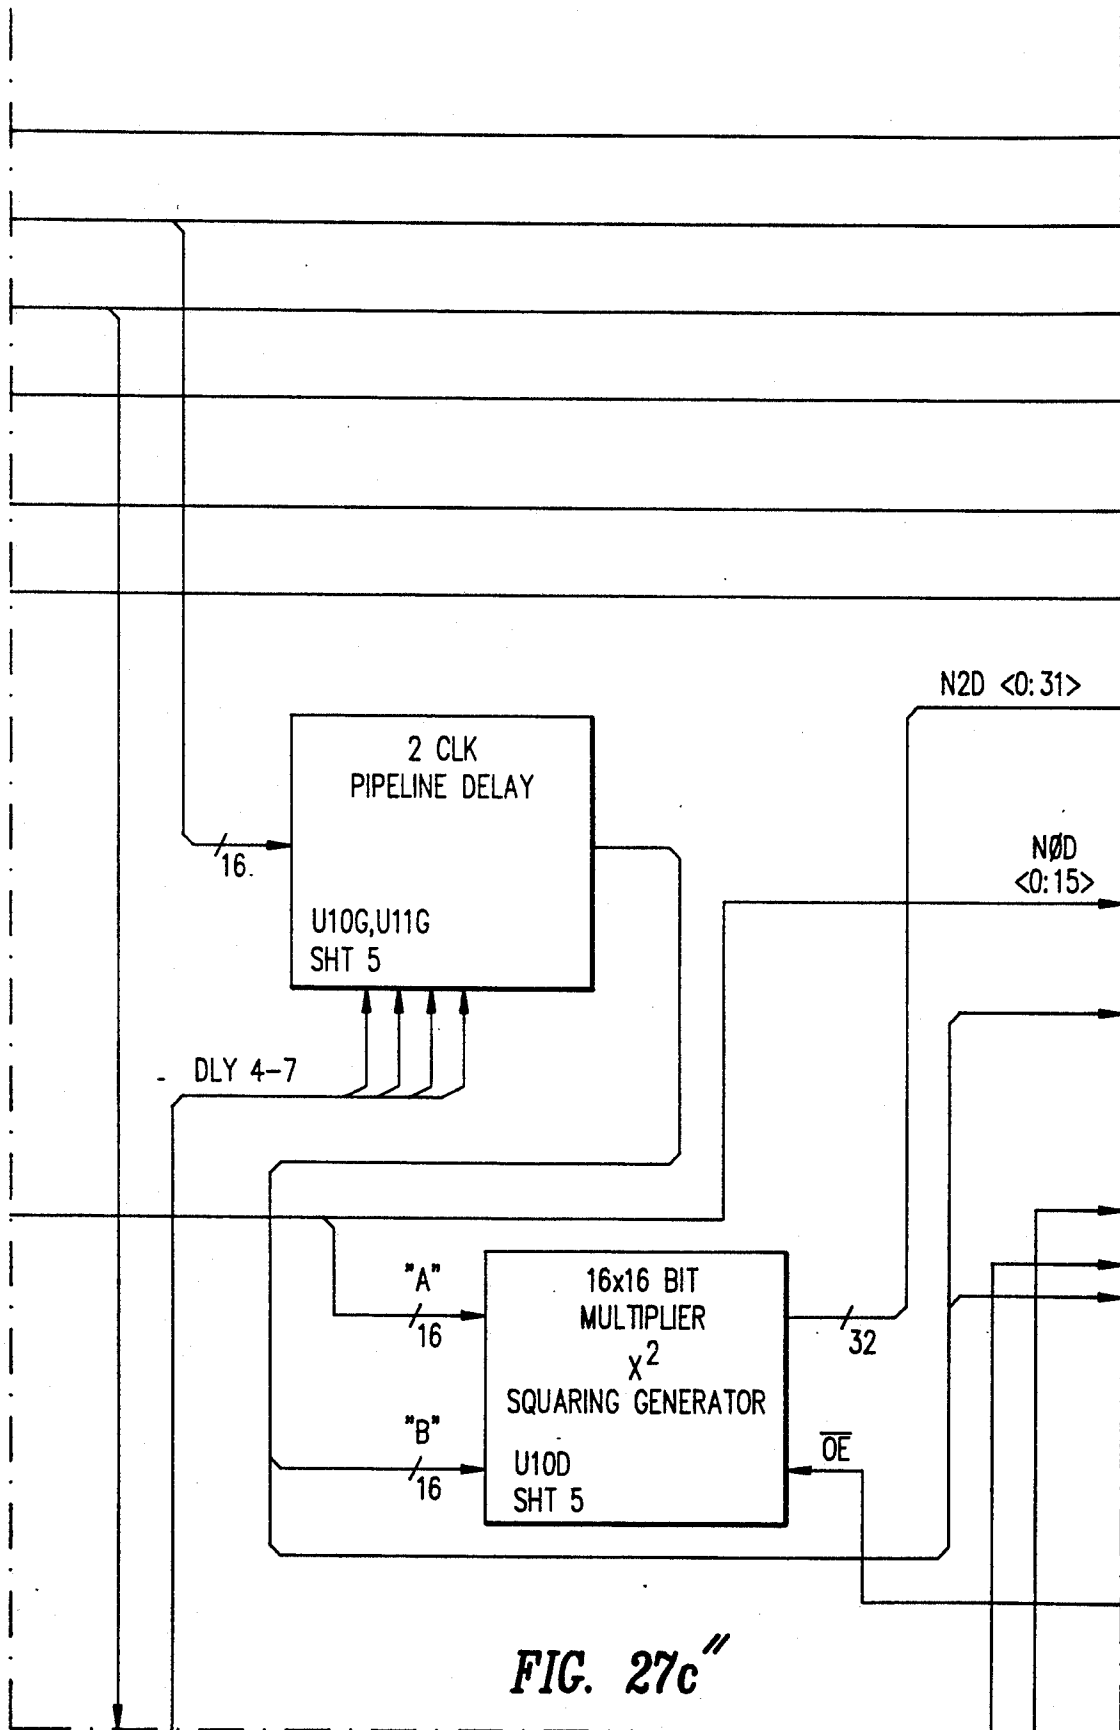 N2D <0:31>
2 CLK
PIPELINE DELAY
16
NØD
<0:15>
U10G,U11G
SHT 5
DLY 4-7
"A"
16
16x16 BIT
MULTIPLIER
X2
SQUARING GENERATOR
32
"B"
16
OE
U10D
SHT 5
FIG. 27c"